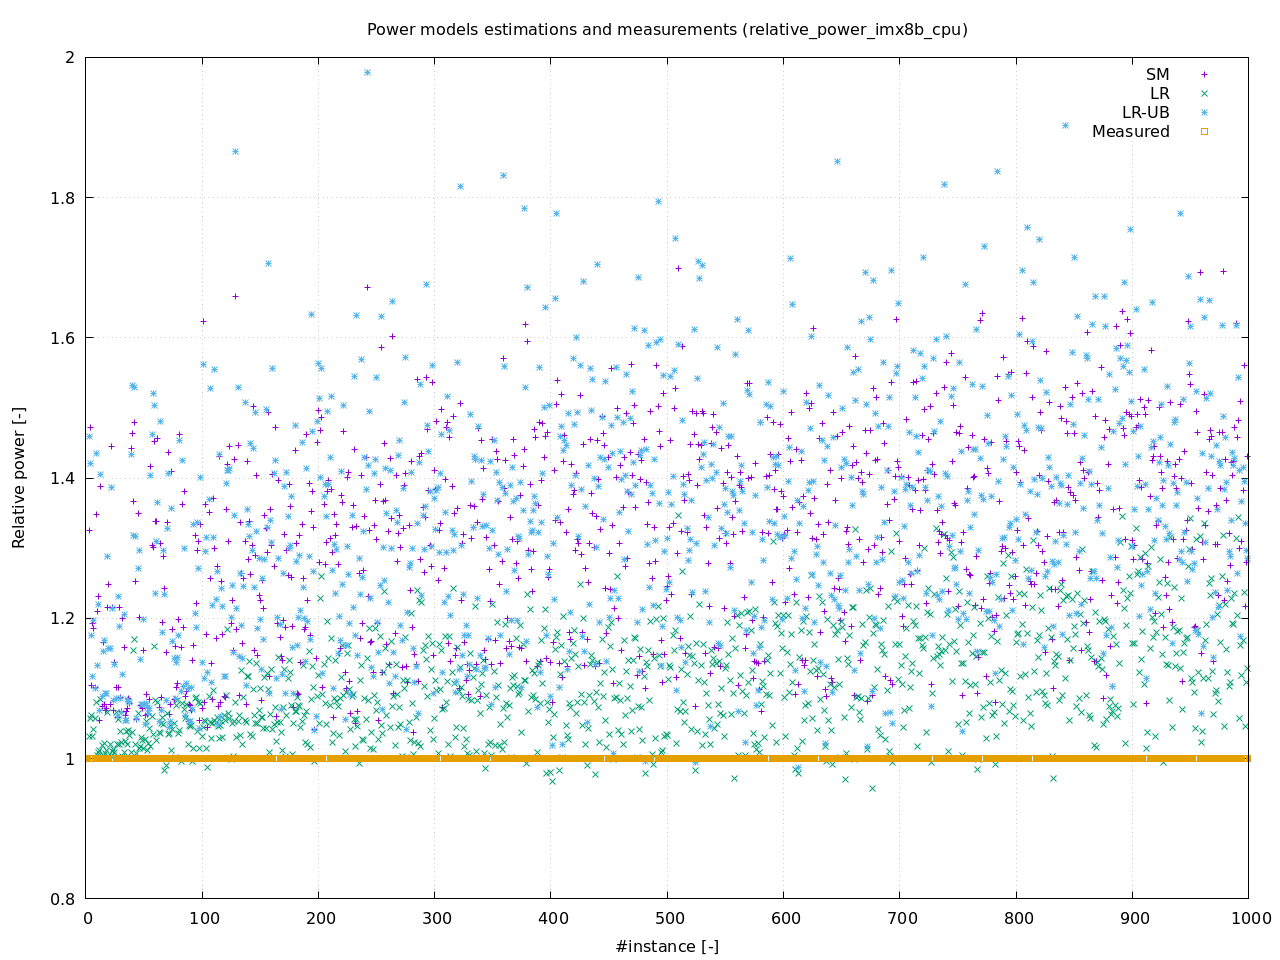 Power models estimations and measurements (relative_power_imx8b_cpu)
SM
LR
LR-UB
Measured
Relative power [-]
2
1.8
1.6
1.4
1.2
1
0.8
0 100 200 300 400 500 600 700 800 900 1000
#instance [-]